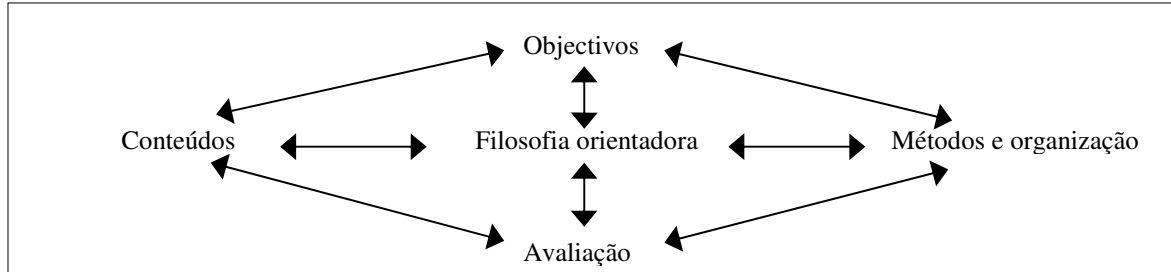 Objectivos
Conteúdos Filosofia orientadora Métodos e organização
Avaliação